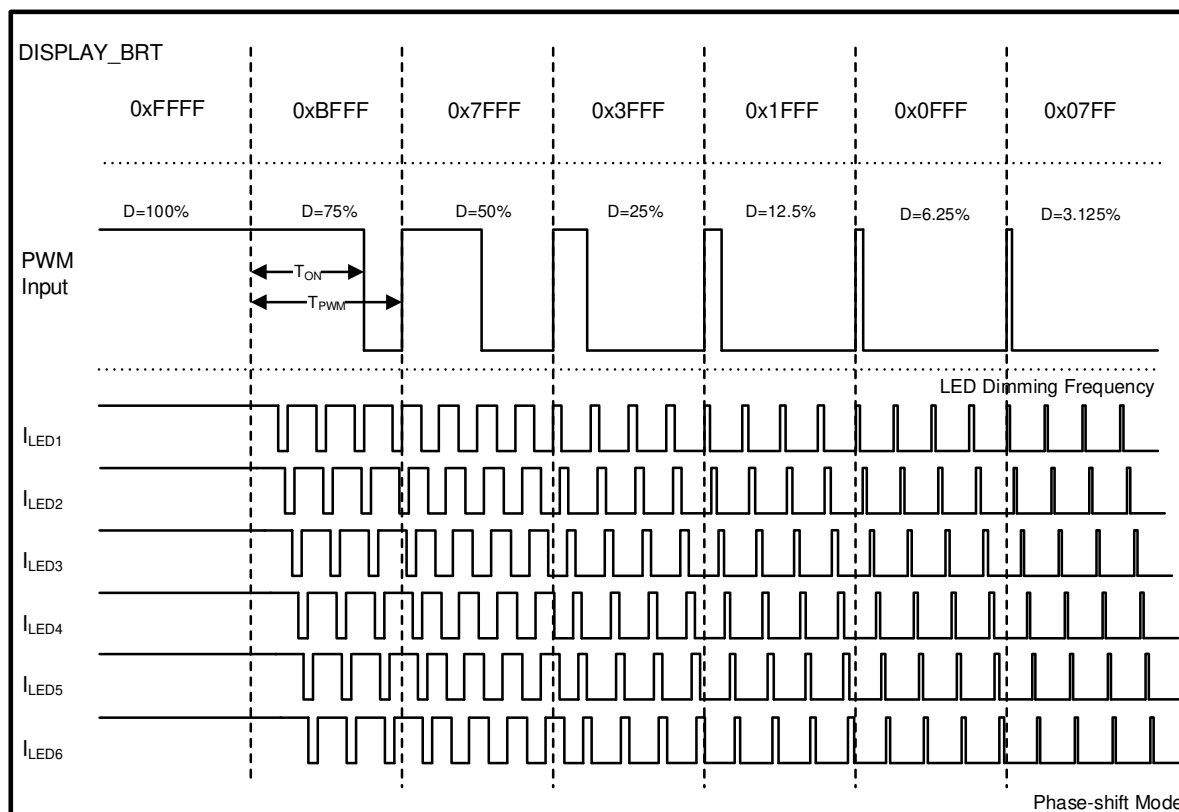 DISPLAY_BRT
0xFFFF 0xBFFF 0x7FFF 0x3FFF 0x1FFF 0x0FFF 0x07FF
D=100% D=75% D=50% D=25% D=12.5% D=6.25% D=3.125%
PWM
Input
TON
TPWM
LED Dimming Frequency
ILED1
ILED2
ILED3
ILED4
ILED5
ILED6
Phase-shift Mode